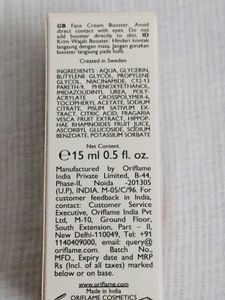 GB Face Cream Booster. Avoid
direct contact with eyes. Do not
add booster directly to skin. ID
Krim Wajah Booster. Hindari kontak
langsung dengan mata. Jangan gunakan
booster langsung pada kulit.
Created in Sweden
INGREDIENTS: AQUA, GLYCERIN,
BUTYLENE GLYCOL, PROPYLENE
GLYCOL, NIACINAMIDE, C12-13
PARETH-9, PHENOXYETHANOL,
IMIDAZOLIDINYL UREA, POLY-
ACRYLATE CROSSPOLYMER-6,
TOCOPHERYL ACETATE, SODIUM
CITRATE, PISUM SATIVUM EX-
TRACT, CITRIC ACID, FRAGARIA
VESCA FRUIT EXTRACT, HIPPOP-
HAE RHAMNOIDES FRUIT JUICE,
ASCORBYL GLUCOSIDE, SODIUM
BENZOATE, POTASSIUM SORBATE
Net Content:
℮ 15 ml 0.5 fl. oz.
Manufactured by Oriflame
India Private Limited, B-44,
Phase-II, Noida -201305
(U.P), INDIA. M-05/C/96. For
customer feedback in India,
contact: Customer Service
Executive, Oriflame India Pvt
Ltd, M-10, Ground Floor,
South Extension, Part - II,
New Delhi-110049, Tel: +91
1140409000, email: query@
oriflame.com. Batch No.,
MFD., Expiry date and MRP
Rs (Incl. of all taxes) marked
below or on end.
www.oriflame.com
Made in India
ORIFLAME COSMETICS